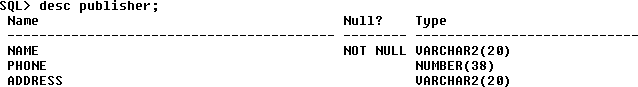 SQL> desc publisher;
Name Null? Type
----------------------------------------- -------- ----------------------------
NAME NOT NULL VARCHAR2(20)
PHONE NUMBER(38)
ADDRESS VARCHAR2(20)